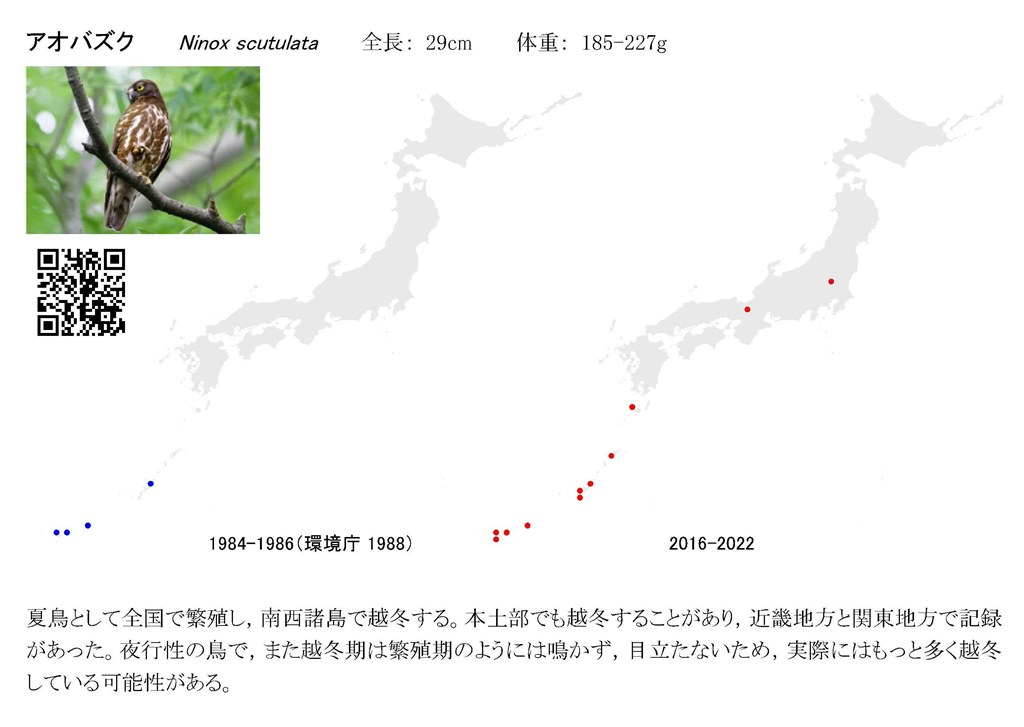 アオバズク Ninox scutulata 全長： 29cm 体重： 185-227g
1984-1986（環境庁 1988）
2016-2022
夏鳥として全国で繁殖し，南西諸島で越冬する。本土部でも越冬することがあり，近畿地方と関東地方で記録
があった。夜行性の鳥で，また越冬期は繁殖期のようには鳴かず，目立たないため，実際にはもっと多く越冬
している可能性がある。